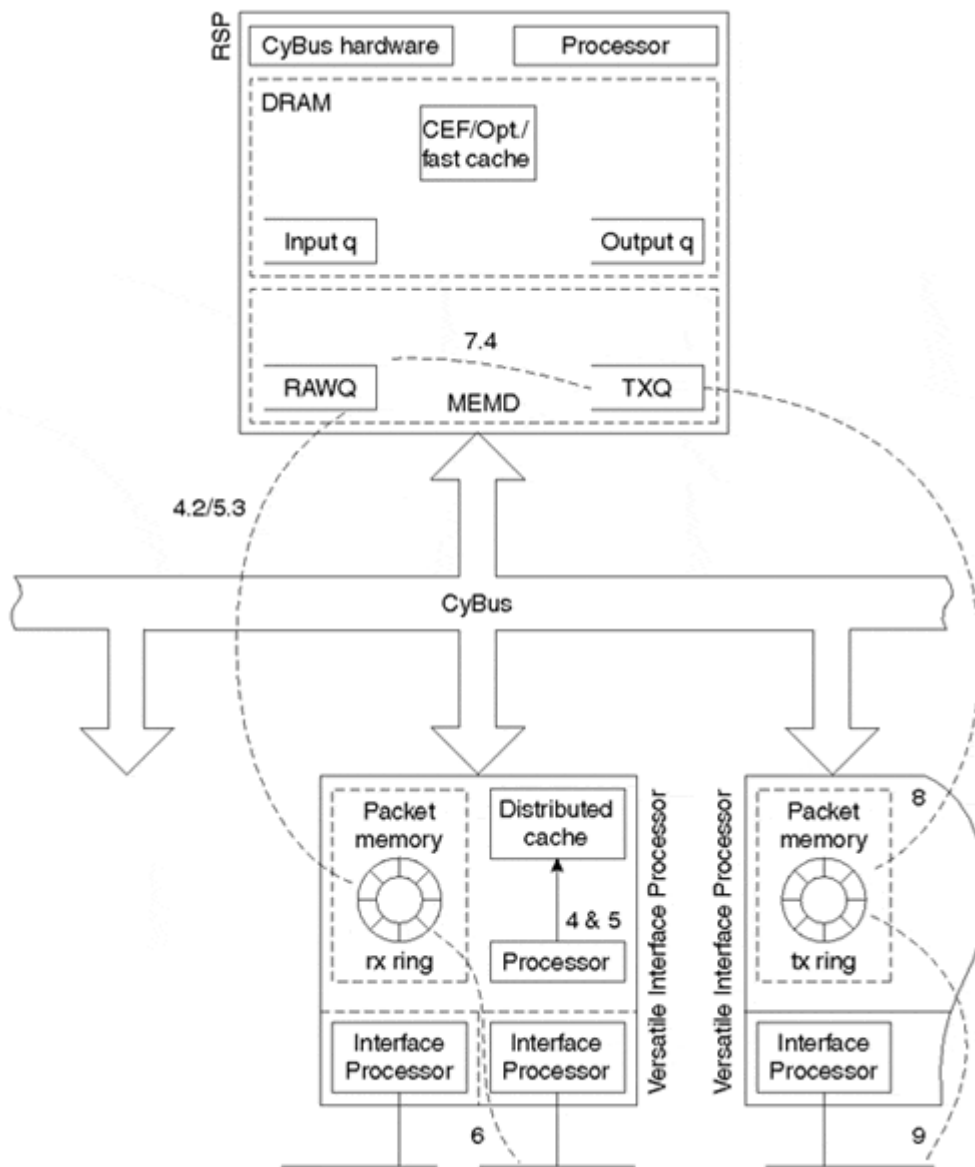 RSP
CyBus hardware
Processor
DRAM
CEF/Opt./
fast cache
Input q
Output q
7.4
RAWQ
TXQ
MEMD
4.2/5.3
CyBus
Packet
memory
rx ring
Distributed
cache
4 & 5
Processor
Interface
Processor
Interface
Processor
Versatile Interface Processor
6
Versatile Interface Processor
8
Packet
memory
tx ring
Interface
Processor
9